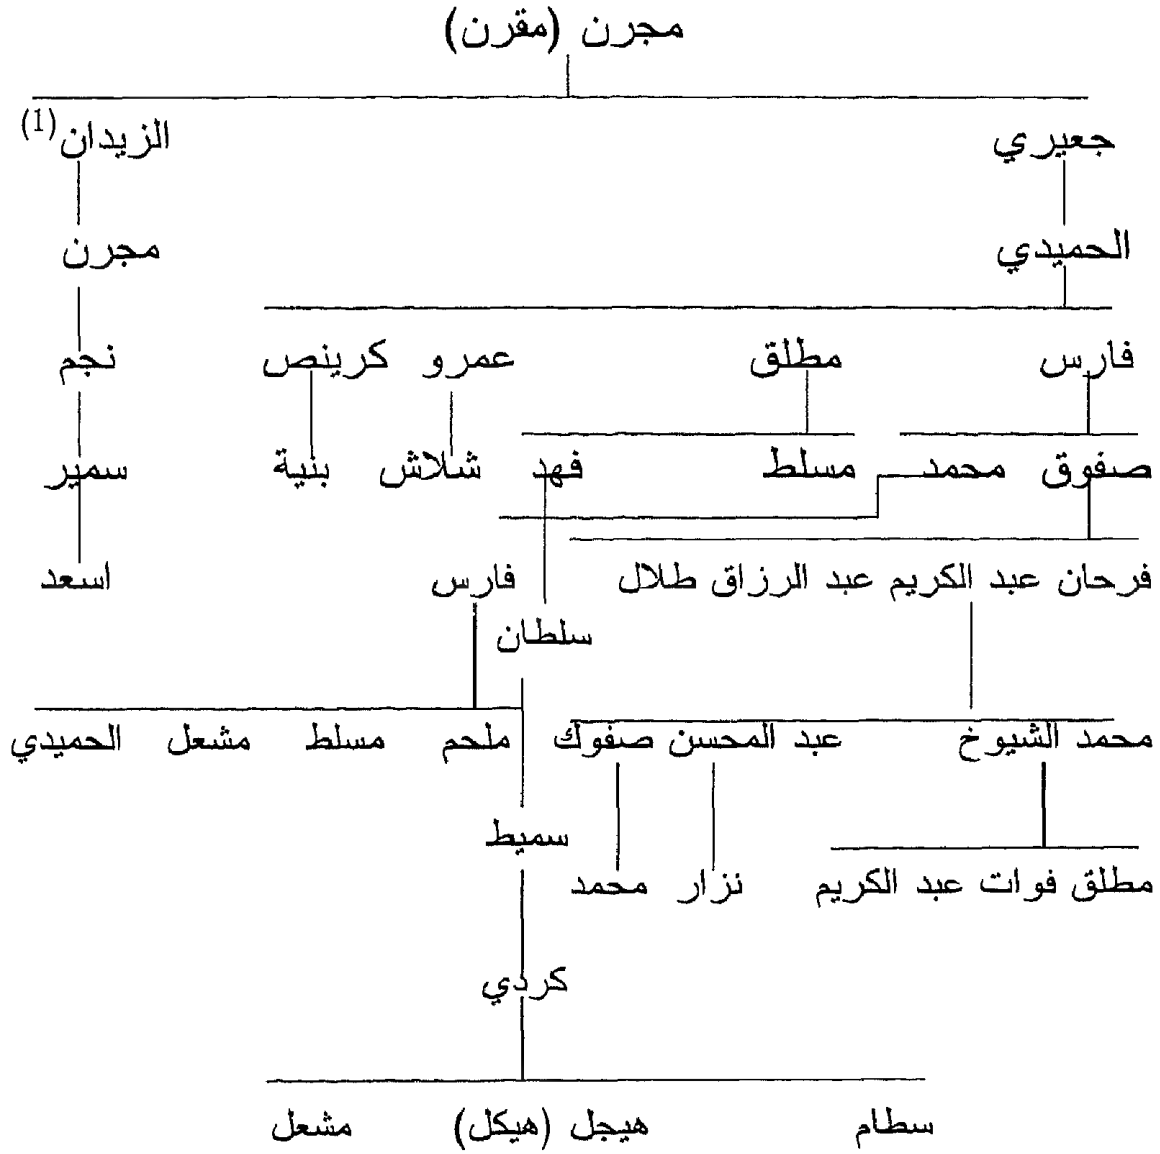 مجرن (مقرن)
جعيري الزيدان(1)
الحميدي مجرن
فارس مطلق عمرو كرينص نجم
صفوق محمد مسلط فهد شلاش بنية سمير
فرحان عبد الكريم عبد الرزاق طلال فارس اسعد
سلطان
محمد الشيوخ عبد المحسن صفوك ملحم مسلط مشعل الحميدي
سميط
مطلق فوات عبد الكريم نزار محمد
كردي
سطام هيجل (هيكل) مشعل